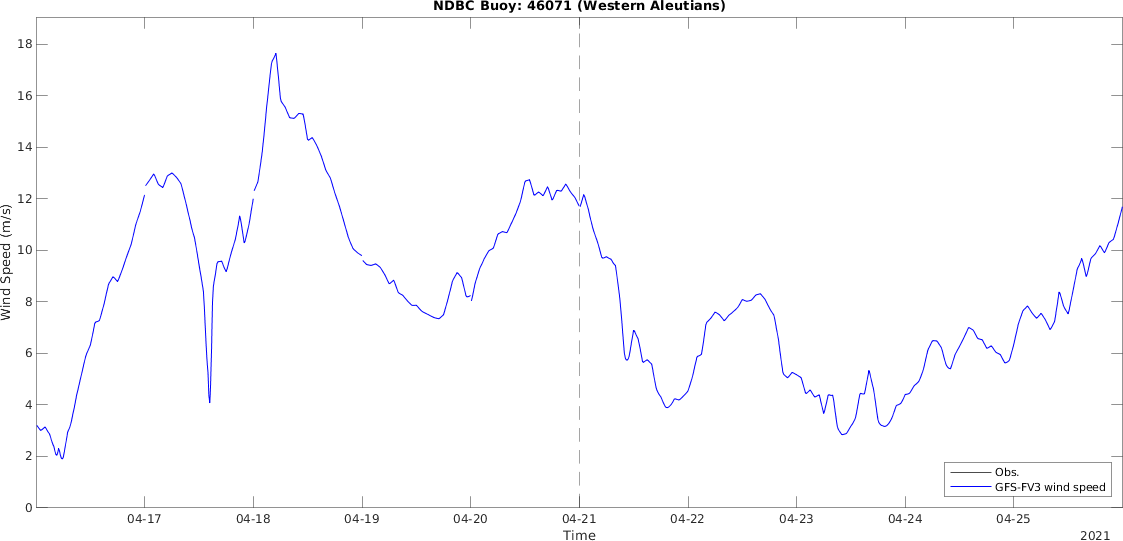 NDBC Buoy: 46071 (Western Aleutians)
18
16
14
12
10
8
6
4
2
0
Wind Speed (m/s)
04-17 04-18 04-19 04-20 04-21 04-22 04-23 04-24 04-25
Time
2021
Obs.
GFS-FV3 wind speed